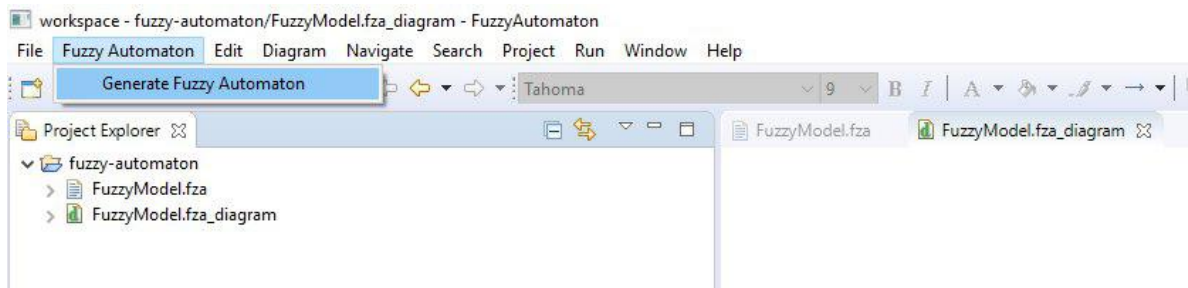 workspace - fuzzy-automaton/FuzzyModel.fza_diagram - FuzzyAutomaton
File Fuzzy Automaton Edit Diagram Navigate Search Project Run Window Help
Generate Fuzzy Automaton
Tahoma 9 B I A
Project Explorer
FuzzyModel.fza
FuzzyModel.fza_diagram
fuzzy-automaton
FuzzyModel.fza
FuzzyModel.fza_diagram